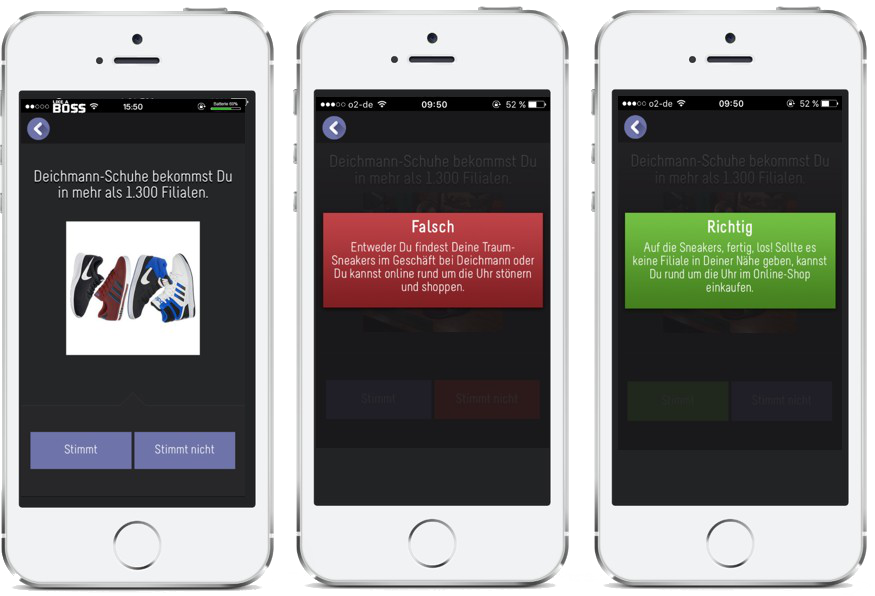 LIKE A
BOSS
15:50
Batterie 69%
Deichmann-Schuhe bekommst Du
in mehr als 1.300 Filialen.
Stimmt
Stimmt nicht
o2-de
09:50
52 %
Deichmann-Schuhe bekommst Du
in mehr als 1.300 Filialen.
Falsch
Entweder Du findest Deine Traum-
Sneakers im Geschäft bei Deichmann oder
Du kannst online rund um die Uhr stönern
und shoppen.
Stimmt
Stimmt nicht
o2-de
09:50
52 %
Deichmann-Schuhe bekommst Du
in mehr als 1.300 Filialen.
Richtig
Auf die Sneakers, fertig, los! Sollte es
keine Filiale in Deiner Nähe geben, kannst
Du rund um die Uhr im Online-Shop
einkaufen.
Stimmt
Stimmt nicht